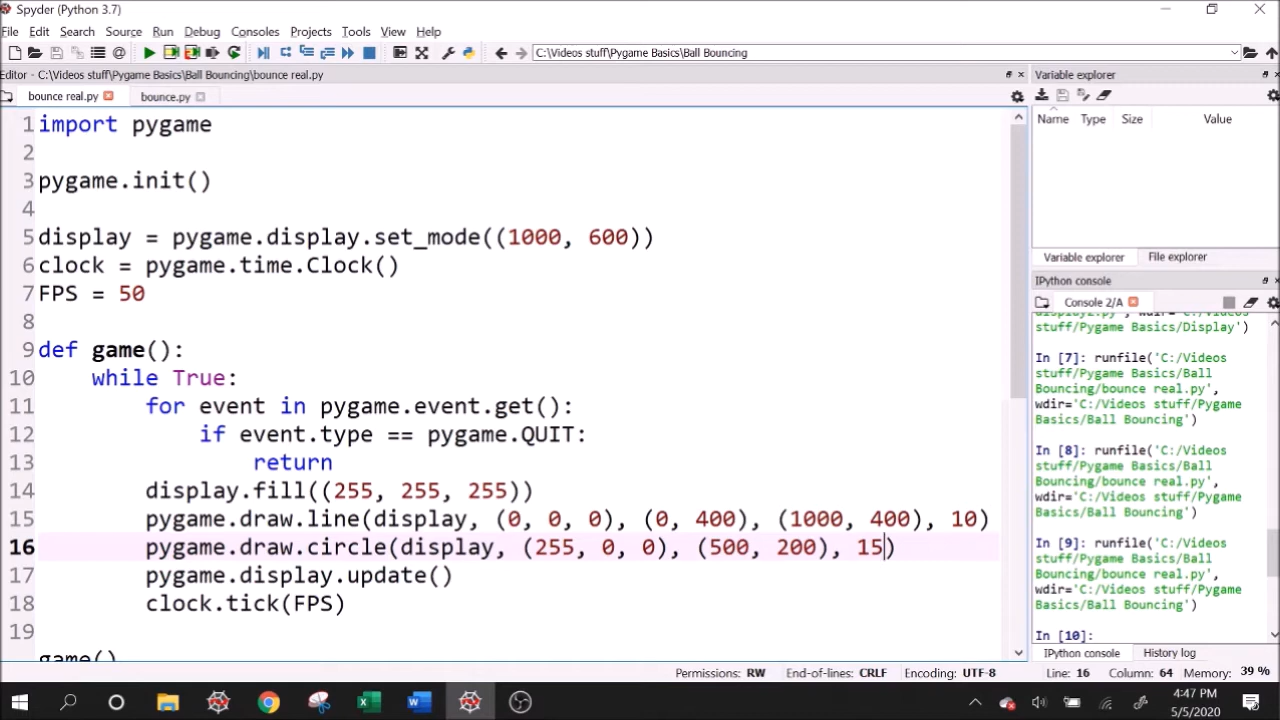 Spyder (Python 3.7)
File Edit Search Source Run Debug Consoles Projects Tools View Help
C:\Videos stuff\Pygame Basics\Ball Bouncing
Editor - C:\Videos stuff\Pygame Basics\Ball Bouncing\bounce real.py
bounce real.py bounce.py
1 import pygame
2
3 pygame.init()
4
5 display = pygame.display.set_mode((1000, 600))
6 clock = pygame.time.Clock()
7 FPS = 50
8
9 def game():
10 while True:
11 for event in pygame.event.get():
12 if event.type == pygame.QUIT:
13 return
14 display.fill((255, 255, 255))
15 pygame.draw.line(display, (0, 0, 0), (0, 400), (1000, 400), 10)
16 pygame.draw.circle(display, (255, 0, 0), (500, 200), 15)
17 pygame.display.update()
18 clock.tick(FPS)
19
game()
Variable explorer
Name Type Size Value
Variable explorer File explorer
IPython console
Console 2/A
display2.py', wdir='C:/Videos
stuff/Pygame Basics/Display')
In [7]: runfile('C:/Videos
stuff/Pygame Basics/Ball
Bouncing/bounce real.py',
wdir='C:/Videos stuff/Pygame
Basics/Ball Bouncing')
In [8]: runfile('C:/Videos
stuff/Pygame Basics/Ball
Bouncing/bounce real.py',
wdir='C:/Videos stuff/Pygame
Basics/Ball Bouncing')
In [9]: runfile('C:/Videos
stuff/Pygame Basics/Ball
Bouncing/bounce real.py',
wdir='C:/Videos stuff/Pygame
Basics/Ball Bouncing')
In [10]:
IPython console History log
Permissions: RW End-of-lines: CRLF Encoding: UTF-8 Line: 16 Column: 64 Memory: 39 %
4:47 PM
5/5/2020